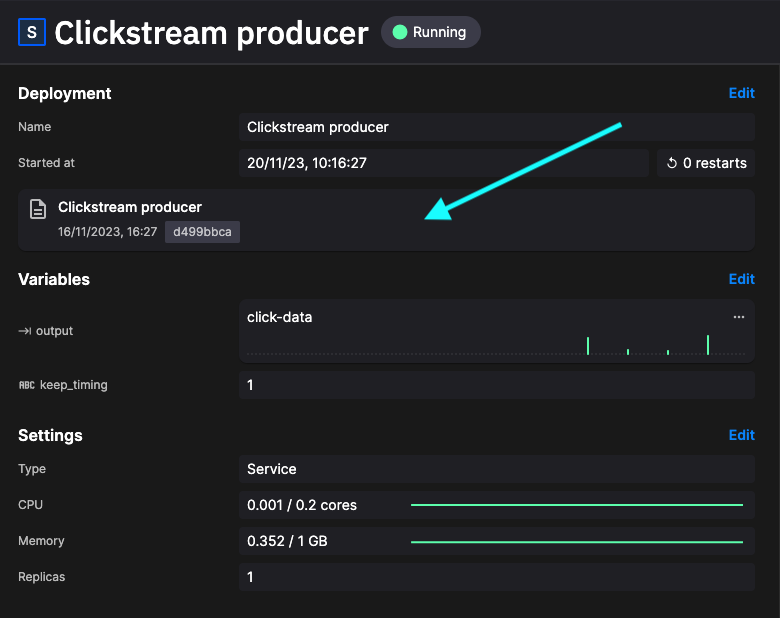 S Clickstream producer Running
Deployment Edit
Name Clickstream producer
Started at 20/11/23, 10:16:27 0 restarts
Clickstream producer
16/11/2023, 16:27 d499bbca
Variables Edit
output click-data ...
ABC keep_timing 1
Settings Edit
Type Service
CPU 0.001 / 0.2 cores
Memory 0.352 / 1 GB
Replicas 1